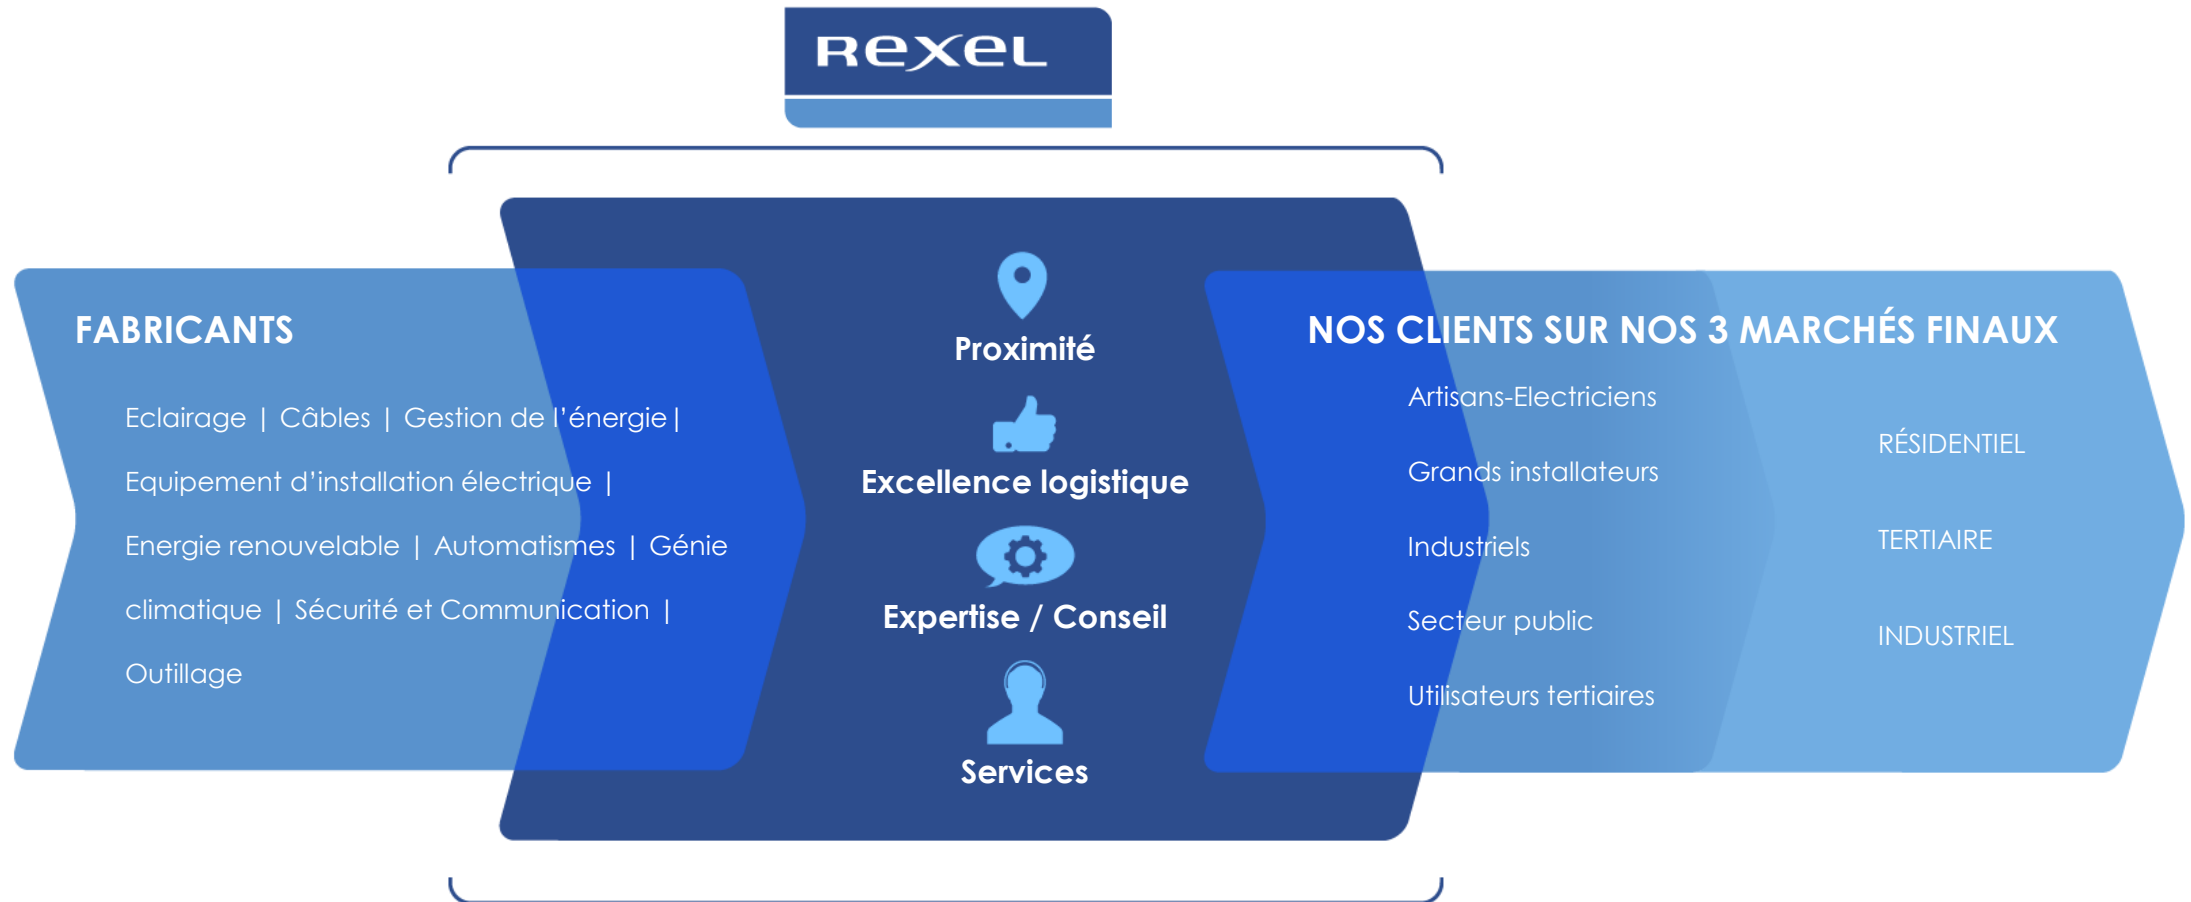 REXEL
FABRICANTS
Eclairage | Câbles | Gestion de l'énergie|
Equipement d'installation électrique |
Energie renouvelable | Automatismes | Génie
climatique | Sécurité et Communication |
Outillage
Proximité
Excellence logistique
Expertise / Conseil
Services
NOS CLIENTS SUR NOS 3 MARCHÉS FINAUX
Artisans-Electriciens
Grands installateurs
Industriels
Secteur public
Utilisateurs tertiaires
RÉSIDENTIEL
TERTIAIRE
INDUSTRIEL